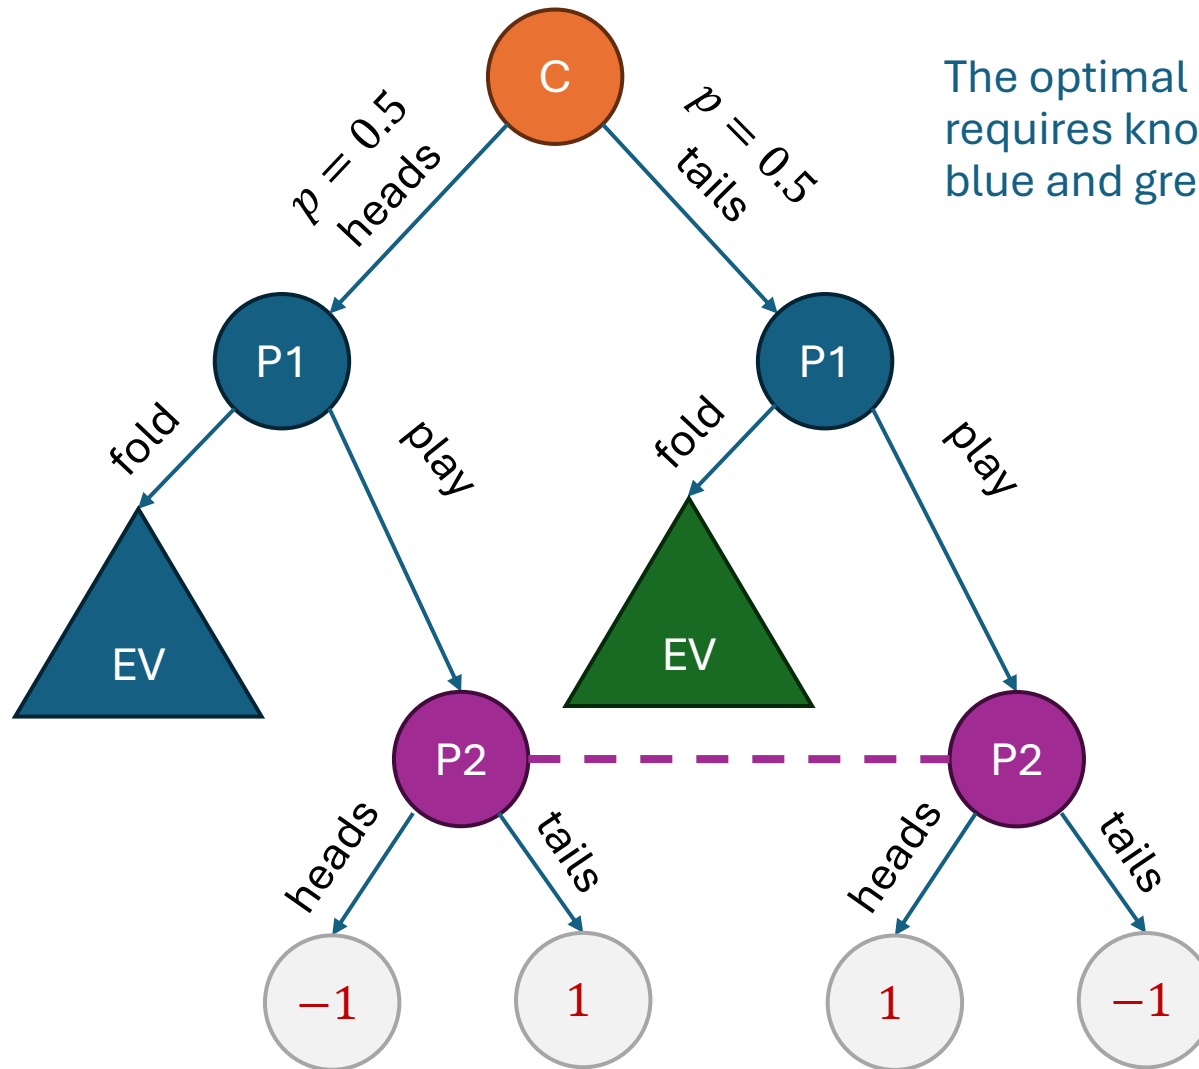 C
The optimal
requires kno
blue and gre
p = 0.5
heads
p = 0.5
tails
P1
P1
fold
play
fold
play
EV
EV
P2
P2
heads
tails
heads
tails
−1
1
1
−1